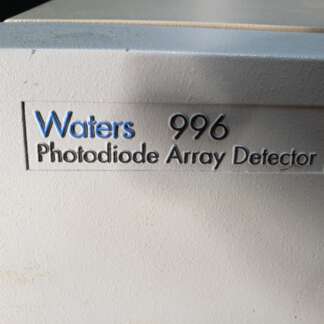 Waters 996
Photodiode Array Detector